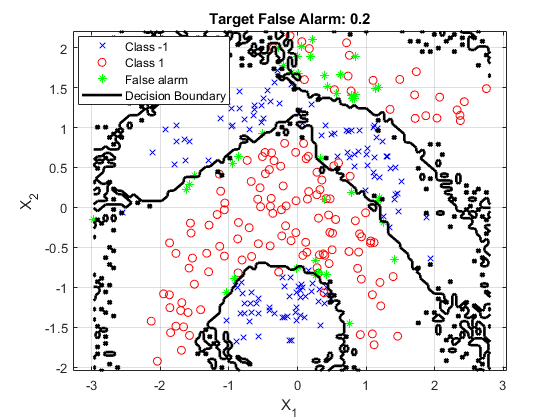 Target False Alarm: 0.2
Class -1
Class 1
False alarm
Decision Boundary
2
1.5
1
0.5
0
-0.5
-1
-1.5
-2
X2
-3 -2 -1 0 1 2 3
X1